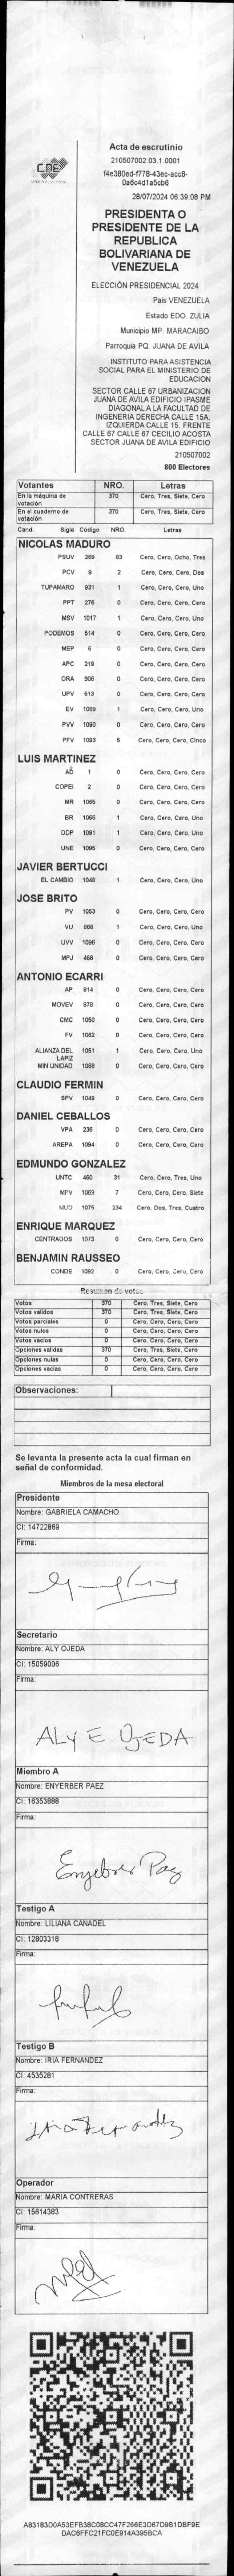 CNE
Acta de escrutinio
210507002.03.1.0001
f4e380ed-f778-43ec-acc8-
0a6c4d1a5cb6
28/07/2024 06:39:08 PM
PRESIDENTA O
PRESIDENTE DE LA
REPUBLICA
BOLIVARIANA DE
VENEZUELA
ELECCIÓN PRESIDENCIAL 2024
Pais VENEZUELA
Estado EDO. ZULIA
Municipio MP. MARACAIBO
Parroquia PQ. JUANA DE AVILA
INSTITUTO PARA ASISTENCIA
SOCIAL PARA EL MINISTERIO DE
EDUCACION
SECTOR CALLE 67 URBANIZACION
JUANA DE AVILA EDIFICIO IPASME
DIAGONAL A LA FACULTAD DE
INGENERIA DERECHA CALLE 15A.
IZQUIERDA CALLE 15. FRENTE
CALLE 67 CALLE 67 CECILIO ACOSTA
SECTOR JUANA DE AVILA EDIFICIO
210507002
800 Electores
Votantes NRO. Letras
En la máquina de votación 370 Cero, Tres, Siete, Cero
En el cuaderno de votación 370 Cero, Tres, Siete, Cero
Cand. Sigla Código NRO. Letras
NICOLAS MADURO
PSUV 269 83 Cero, Cero, Ocho, Tres
PCV 9 2 Cero, Cero, Cero, Dos
TUPAMARO 931 1 Cero, Cero, Cero, Uno
PPT 276 0 Cero, Cero, Cero, Cero
MSV 1017 1 Cero, Cero, Cero, Uno
PODEMOS 514 0 Cero, Cero, Cero, Cero
MEP 6 0 Cero, Cero, Cero, Cero
APC 219 0 Cero, Cero, Cero, Cero
ORA 906 0 Cero, Cero, Cero, Cero
UPV 513 0 Cero, Cero, Cero, Cero
EV 1089 1 Cero, Cero, Cero, Uno
PVV 1090 0 Cero, Cero, Cero, Cero
PFV 1093 5 Cero, Cero, Cero, Cinco
LUIS MARTINEZ
AD 1 0 Cero, Cero, Cero, Cero
COPEI 2 0 Cero, Cero, Cero, Cero
MR 1065 0 Cero, Cero, Cero, Cero
BR 1066 1 Cero, Cero, Cero, Uno
DDP 1091 1 Cero, Cero, Cero, Uno
UNE 1095 0 Cero, Cero, Cero, Cero
JAVIER BERTUCCI
EL CAMBIO 1048 1 Cero, Cero, Cero, Uno
JOSE BRITO
PV 1053 0 Cero, Cero, Cero, Cero
VU 868 1 Cero, Cero, Cero, Uno
UVV 1096 0 Cero, Cero, Cero, Cero
MPJ 458 0 Cero, Cero, Cero, Cero
ANTONIO ECARRI
AP 914 0 Cero, Cero, Cero, Cero
MOVEV 979 0 Cero, Cero, Cero, Cero
CMC 1050 0 Cero, Cero, Cero, Cero
FV 1062 0 Cero, Cero, Cero, Cero
ALIANZA DEL LAPIZ 1051 1 Cero, Cero, Cero, Uno
MIN UNIDAD 1068 0 Cero, Cero, Cero, Cero
CLAUDIO FERMIN
SPV 1049 0 Cero, Cero, Cero, Cero
DANIEL CEBALLOS
VPA 236 0 Cero, Cero, Cero, Cero
AREPA 1094 0 Cero, Cero, Cero, Cero
EDMUNDO GONZALEZ
UNTC 460 31 Cero, Cero, Tres, Uno
MPV 1069 7 Cero, Cero, Cero, Siete
MUD 1075 234 Cero, Dos, Tres, Cuatro
ENRIQUE MARQUEZ
CENTRADOS 1073 0 Cero, Cero, Cero, Cero
BENJAMIN RAUSSEO
CONDE 1092 0 Cero, Cero, Cero, Cero
Resumen de votos
Votos 370 Cero, Tres, Siete, Cero
Votos validos 370 Cero, Tres, Siete, Cero
Votos parciales 0 Cero, Cero, Cero, Cero
Votos nulos 0 Cero, Cero, Cero, Cero
Votos vacios 0 Cero, Cero, Cero, Cero
Opciones validas 370 Cero, Tres, Siete, Cero
Opciones nulas 0 Cero, Cero, Cero, Cero
Opciones vacias 0 Cero, Cero, Cero, Cero
Observaciones:
Se levanta la presente acta la cual firman en
señal de conformidad.
Miembros de la mesa electoral
Presidente
Nombre: GABRIELA CAMACHO
CI: 14722869
Firma:
Secretario
Nombre: ALY OJEDA
CI: 15059006
Firma:
ALY E OJEDA
Miembro A
Nombre: ENYERBER PAEZ
CI: 16353888
Firma:
Enyerber Paez
Testigo A
Nombre: LILIANA CANADEL
CI: 12803318
Firma:
Testigo B
Nombre: IRIA FERNANDEZ
CI: 4535281
Firma:
Iria Fernandez
Operador
Nombre: MARIA CONTRERAS
CI: 15614383
Firma:
A83183D0A53EFB38C08CC47F266E3D67D9B1DBF9E
DAC6FFC21FC0E914A395BCA